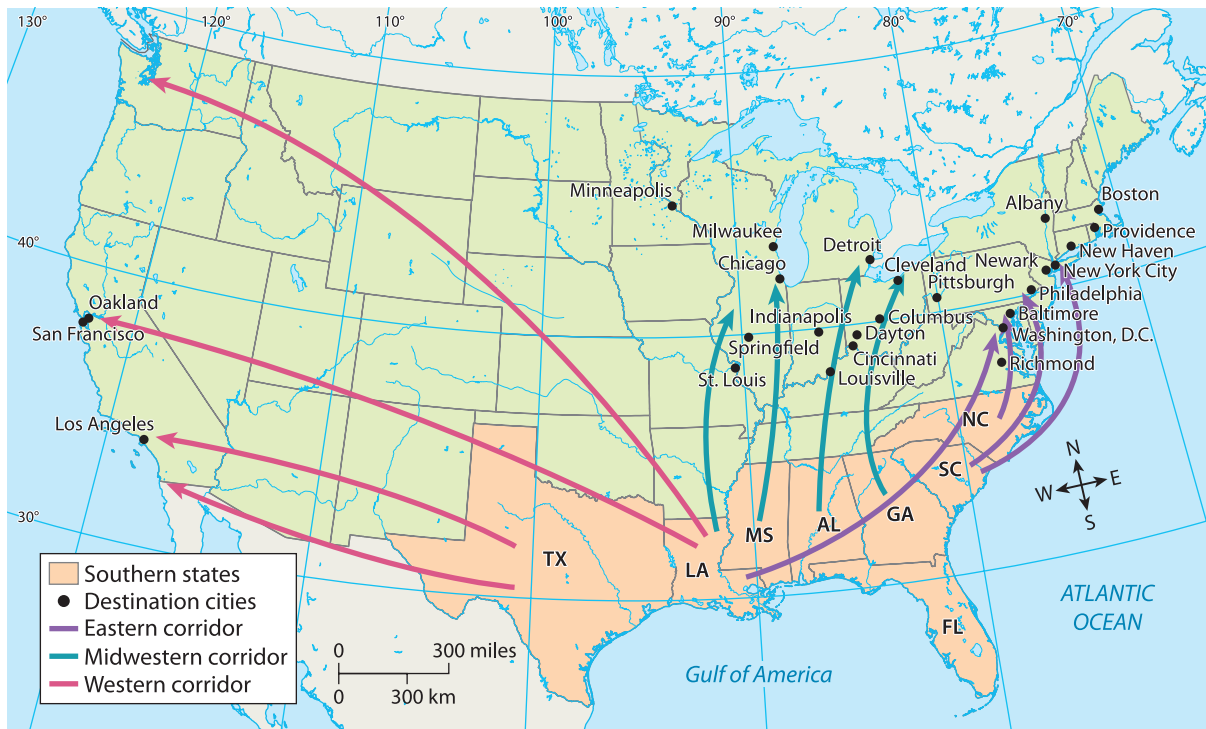 130°
120°
110°
100°
90°
80°
70°
40°
30°
Minneapolis
Milwaukee
Chicago
Detroit
Cleveland
Pittsburgh
Albany
Boston
Providence
New Haven
Newark
New York City
Philadelphia
Baltimore
Washington, D.C.
Richmond
Indianapolis
Columbus
Dayton
Springfield
Cincinnati
St. Louis
Louisville
Oakland
San Francisco
Los Angeles
NC
SC
TX
LA
MS
AL
GA
FL
N
W
E
S
ATLANTIC
OCEAN
Gulf of America
Southern states
Destination cities
Eastern corridor
Midwestern corridor
Western corridor
0 300 miles
0 300 km